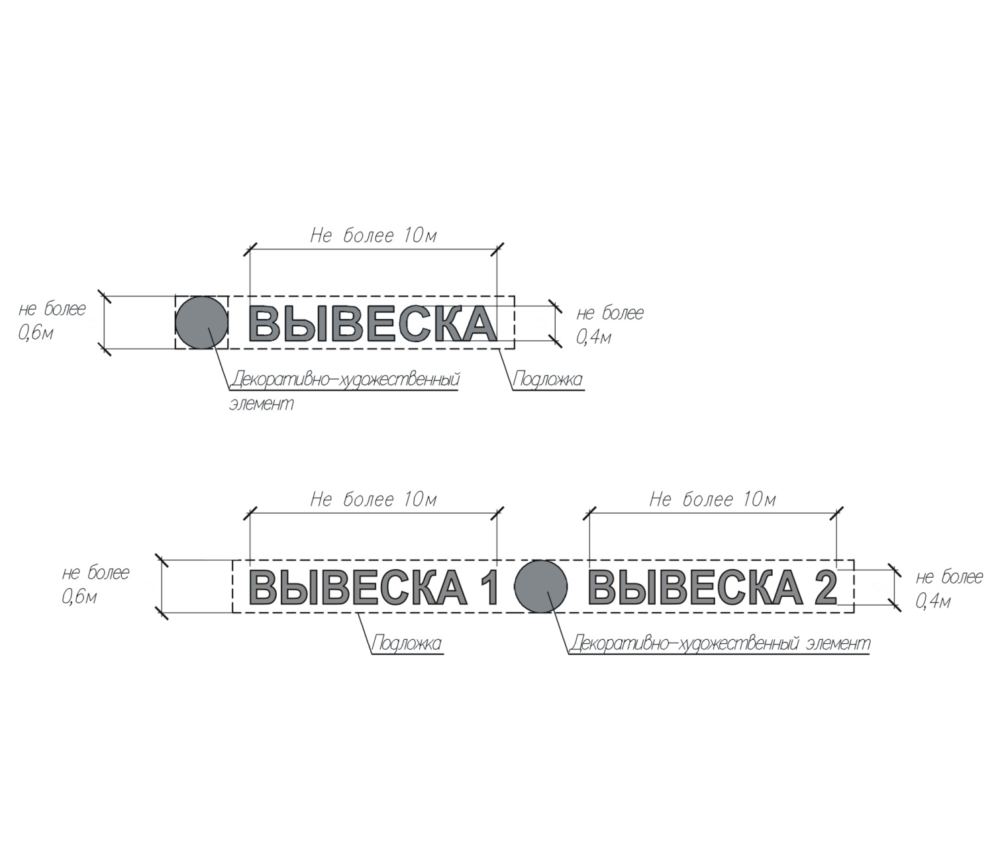 Не более 10м
не более
0,6м
ВЫВЕСКА
не более
0,4м
Декоративно-художественный
элемент
Подложка
Не более 10м
Не более 10м
не более
0,6м
ВЫВЕСКА 1
ВЫВЕСКА 2
не более
0,4м
Подложка
Декоративно-художественный элемент